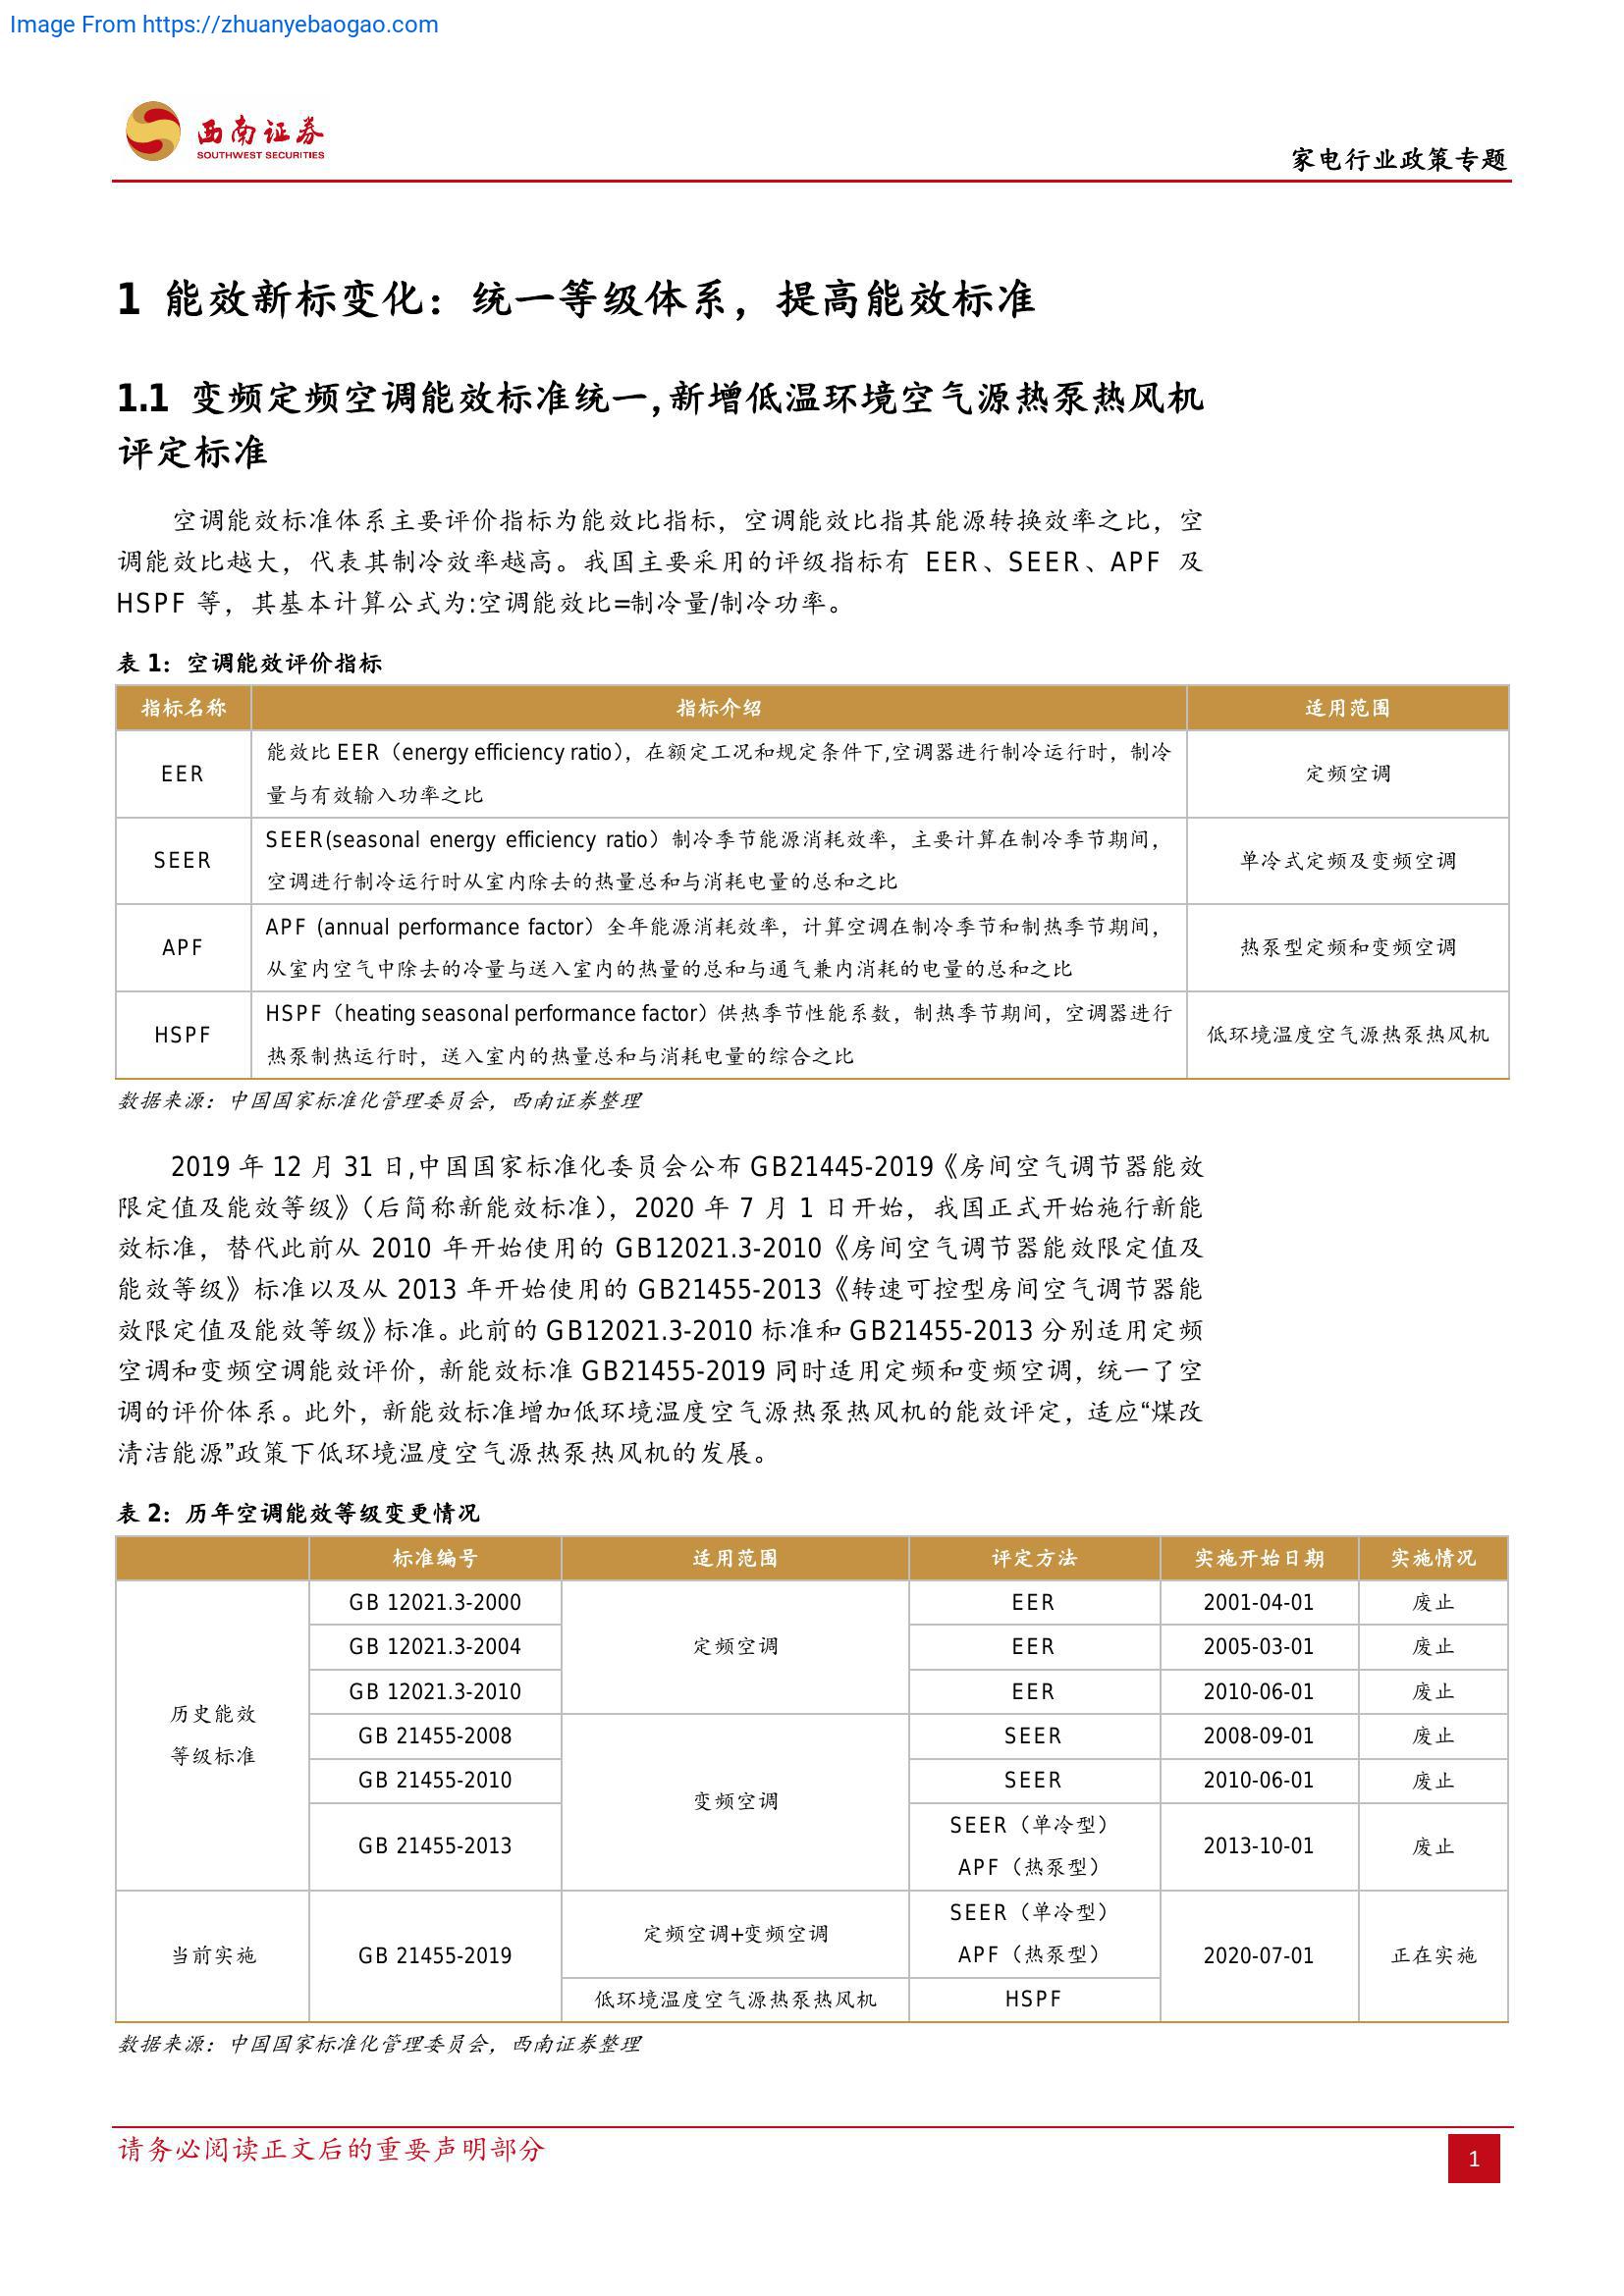 Image From https://zhuanyebaogao.com
西南证券
SOUTHWEST SECURITIES
家电行业政策专题
1 能效新标变化：统一等级体系，提高能效标准
1.1 变频定频空调能效标准统一,新增低温环境空气源热泵热风机
评定标准
空调能效标准体系主要评价指标为能效比指标，空调能效比指其能源转换效率之比，空
调能效比越大，代表其制冷效率越高。我国主要采用的评级指标有 EER、SEER、APF 及
HSPF 等，其基本计算公式为:空调能效比=制冷量/制冷功率。
表 1：空调能效评价指标
指标名称 指标介绍 适用范围
能效比 EER（energy efficiency ratio），在额定工况和规定条件下,空调器进行制冷运行时，制冷
EER 定频空调
量与有效输入功率之比
SEER(seasonal energy efficiency ratio）制冷季节能源消耗效率，主要计算在制冷季节期间，
SEER 单冷式定频及变频空调
空调进行制冷运行时从室内除去的热量总和与消耗电量的总和之比
APF (annual performance factor）全年能源消耗效率，计算空调在制冷季节和制热季节期间，
APF 热泵型定频和变频空调
从室内空气中除去的冷量与送入室内的热量的总和与通气兼内消耗的电量的总和之比
HSPF（heating seasonal performance factor）供热季节性能系数，制热季节期间，空调器进行
HSPF 低环境温度空气源热泵热风机
热泵制热运行时，送入室内的热量总和与消耗电量的综合之比
数据来源：中国国家标准化管理委员会，西南证券整理
2019 年 12 月 31 日,中国国家标准化委员会公布 GB21445-2019《房间空气调节器能效
限定值及能效等级》（后简称新能效标准），2020 年 7 月 1 日开始，我国正式开始施行新能
效标准，替代此前从 2010 年开始使用的 GB12021.3-2010《房间空气调节器能效限定值及
能效等级》标准以及从 2013 年开始使用的 GB21455-2013《转速可控型房间空气调节器能
效限定值及能效等级》标准。此前的 GB12021.3-2010 标准和 GB21455-2013 分别适用定频
空调和变频空调能效评价，新能效标准 GB21455-2019 同时适用定频和变频空调，统一了空
调的评价体系。此外，新能效标准增加低环境温度空气源热泵热风机的能效评定，适应“煤改
清洁能源”政策下低环境温度空气源热泵热风机的发展。
表 2：历年空调能效等级变更情况
标准编号 适用范围 评定方法 实施开始日期 实施情况
GB 12021.3-2000 EER 2001-04-01 废止
GB 12021.3-2004 定频空调 EER 2005-03-01 废止
GB 12021.3-2010 EER 2010-06-01 废止
历史能效
等级标准
GB 21455-2008 SEER 2008-09-01 废止
GB 21455-2010 SEER 2010-06-01 废止
变频空调
SEER（单冷型）
GB 21455-2013 2013-10-01 废止
APF（热泵型）
SEER（单冷型）
定频空调+变频空调
APF（热泵型）
当前实施 GB 21455-2019 2020-07-01 正在实施
低环境温度空气源热泵热风机 HSPF
数据来源：中国国家标准化管理委员会，西南证券整理
请务必阅读正文后的重要声明部分
1